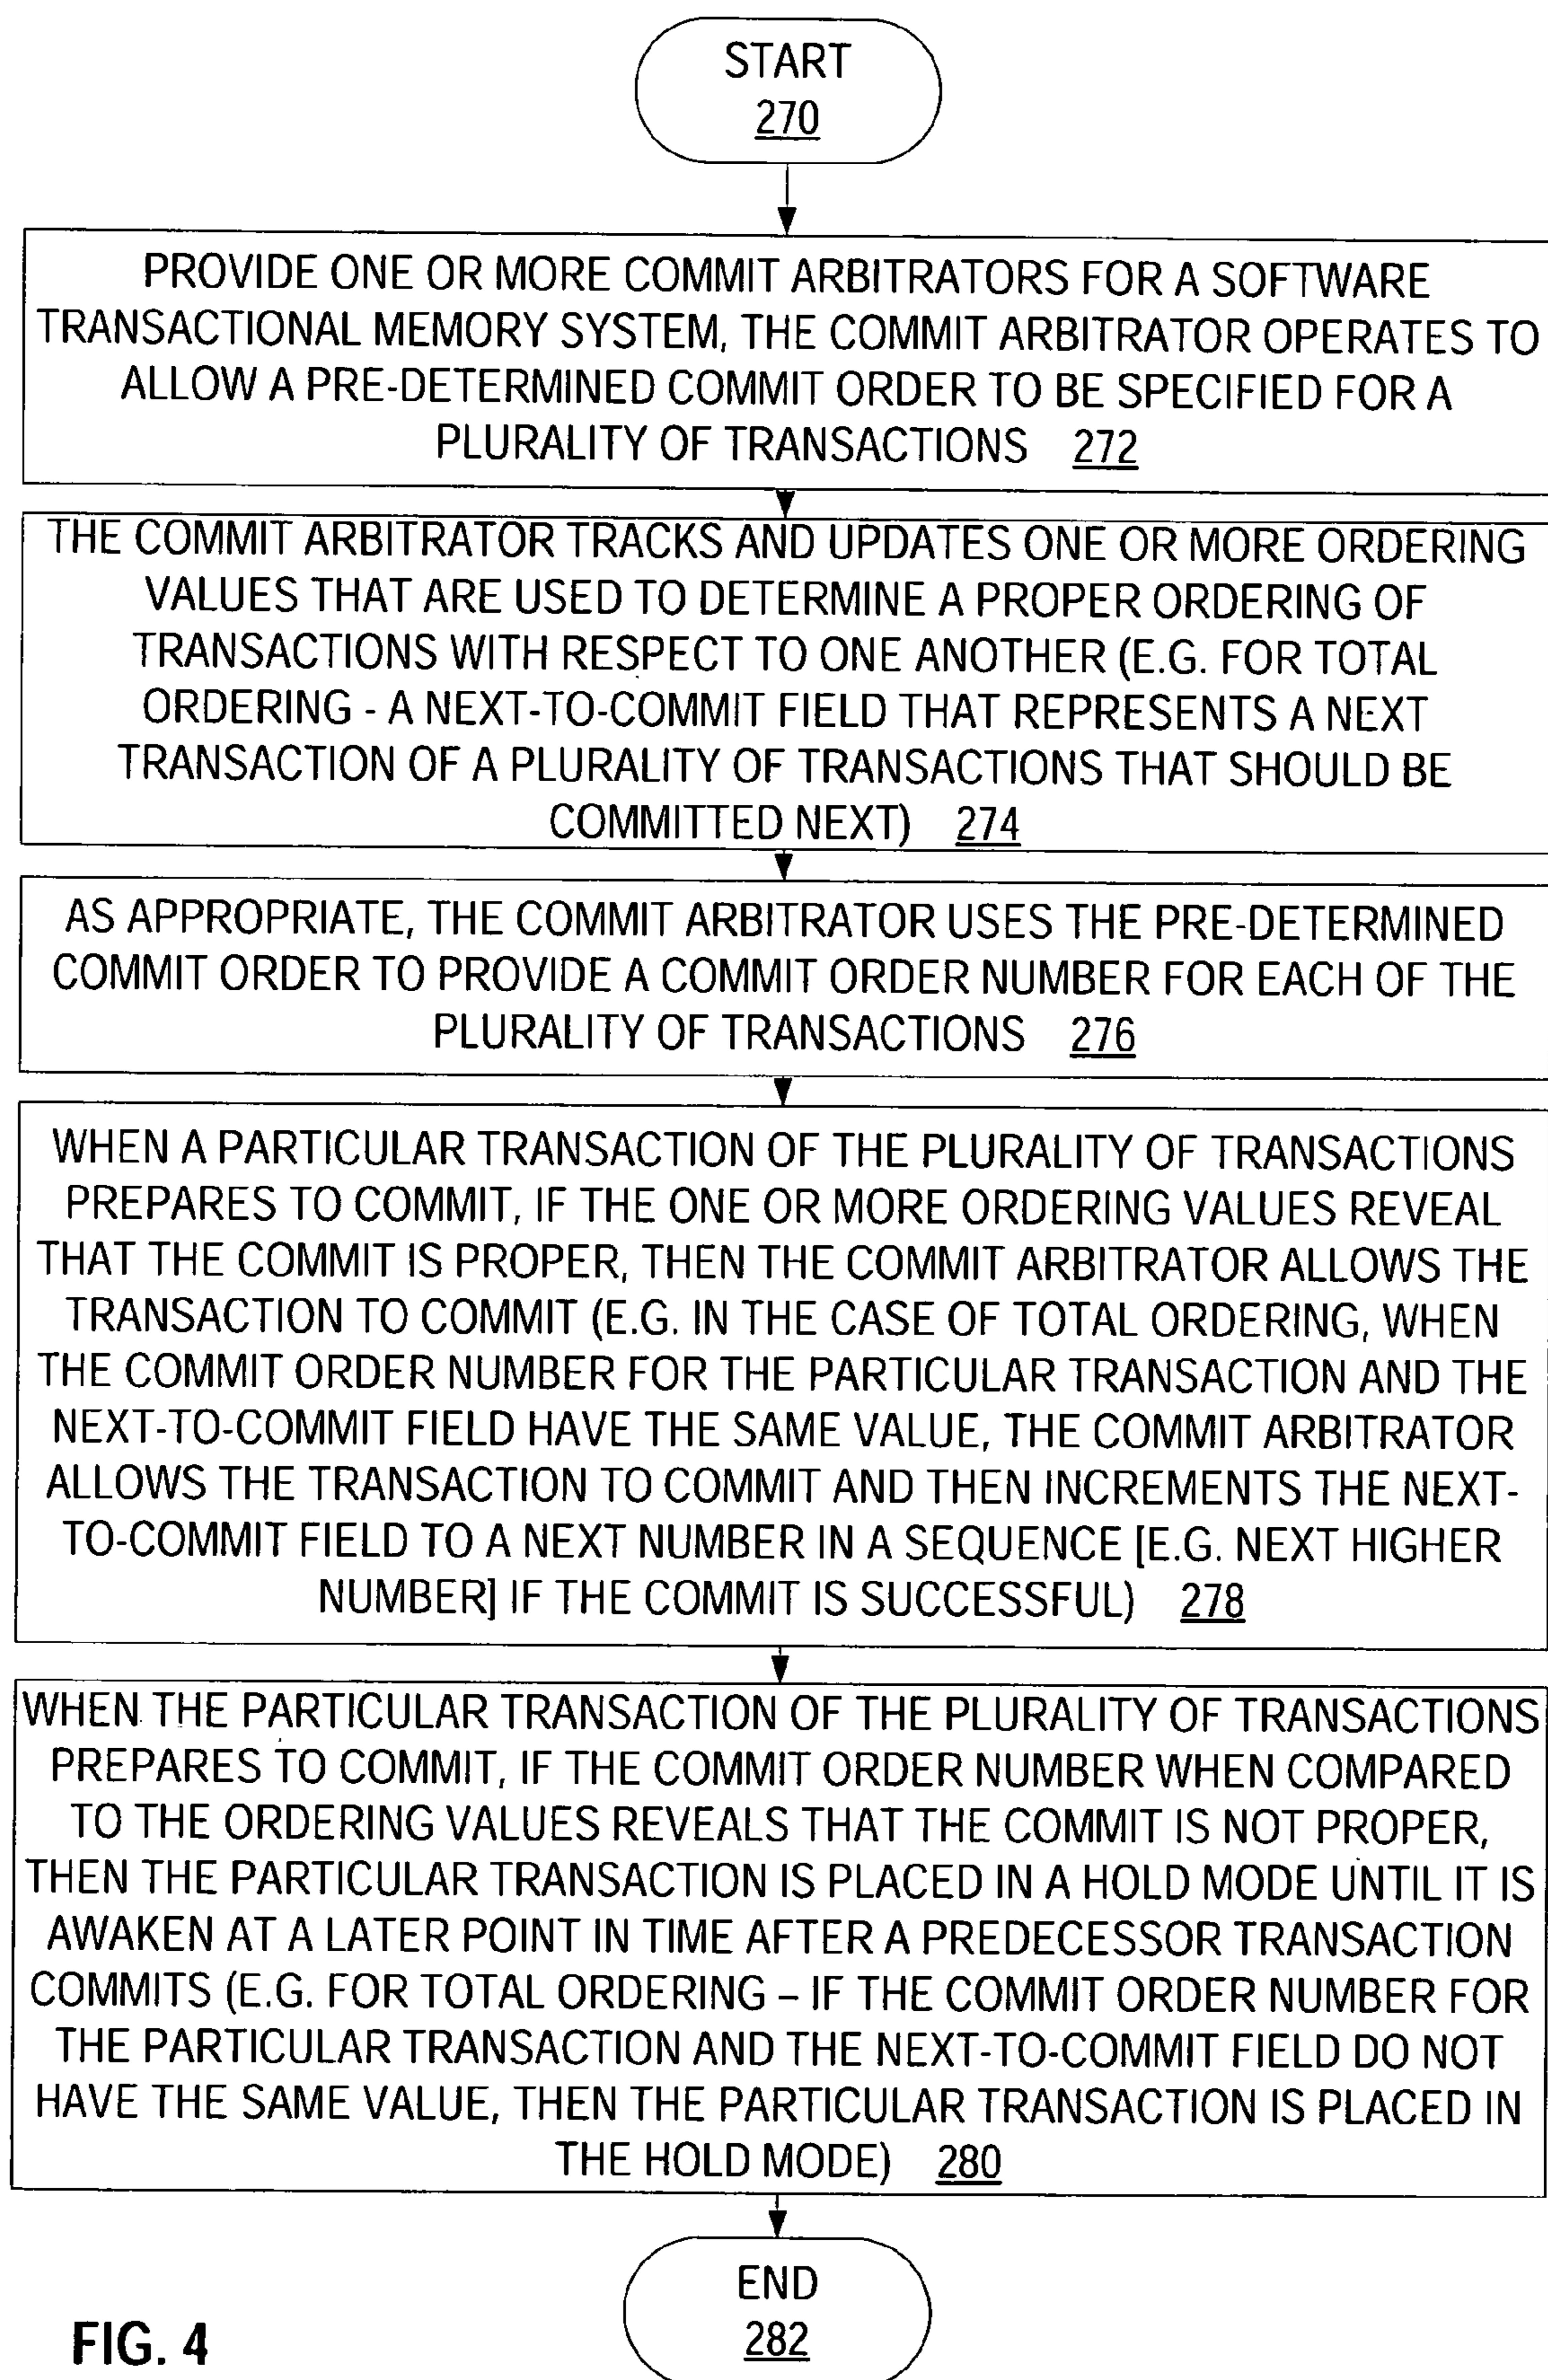 START
270
PROVIDE ONE OR MORE COMMIT ARBITRATORS FOR A SOFTWARE
TRANSACTIONAL MEMORY SYSTEM, THE COMMIT ARBITRATOR OPERATES TO
ALLOW A PRE-DETERMINED COMMIT ORDER TO BE SPECIFIED FOR A
PLURALITY OF TRANSACTIONS 272
THE COMMIT ARBITRATOR TRACKS AND UPDATES ONE OR MORE ORDERING
VALUES THAT ARE USED TO DETERMINE A PROPER ORDERING OF
TRANSACTIONS WITH RESPECT TO ONE ANOTHER (E.G. FOR TOTAL
ORDERING - A NEXT-TO-COMMIT FIELD THAT REPRESENTS A NEXT
TRANSACTION OF A PLURALITY OF TRANSACTIONS THAT SHOULD BE
COMMITTED NEXT) 274
AS APPROPRIATE, THE COMMIT ARBITRATOR USES THE PRE-DETERMINED
COMMIT ORDER TO PROVIDE A COMMIT ORDER NUMBER FOR EACH OF THE
PLURALITY OF TRANSACTIONS 276
WHEN A PARTICULAR TRANSACTION OF THE PLURALITY OF TRANSACTIONS
PREPARES TO COMMIT, IF THE ONE OR MORE ORDERING VALUES REVEAL
THAT THE COMMIT IS PROPER, THEN THE COMMIT ARBITRATOR ALLOWS THE
TRANSACTION TO COMMIT (E.G. IN THE CASE OF TOTAL ORDERING, WHEN
THE COMMIT ORDER NUMBER FOR THE PARTICULAR TRANSACTION AND THE
NEXT-TO-COMMIT FIELD HAVE THE SAME VALUE, THE COMMIT ARBITRATOR
ALLOWS THE TRANSACTION TO COMMIT AND THEN INCREMENTS THE NEXT-
TO-COMMIT FIELD TO A NEXT NUMBER IN A SEQUENCE [E.G. NEXT HIGHER
NUMBER] IF THE COMMIT IS SUCCESSFUL) 278
WHEN THE PARTICULAR TRANSACTION OF THE PLURALITY OF TRANSACTIONS
PREPARES TO COMMIT, IF THE COMMIT ORDER NUMBER WHEN COMPARED
TO THE ORDERING VALUES REVEALS THAT THE COMMIT IS NOT PROPER,
THEN THE PARTICULAR TRANSACTION IS PLACED IN A HOLD MODE UNTIL IT IS
AWAKEN AT A LATER POINT IN TIME AFTER A PREDECESSOR TRANSACTION
COMMITS (E.G. FOR TOTAL ORDERING – IF THE COMMIT ORDER NUMBER FOR
THE PARTICULAR TRANSACTION AND THE NEXT-TO-COMMIT FIELD DO NOT
HAVE THE SAME VALUE, THEN THE PARTICULAR TRANSACTION IS PLACED IN
THE HOLD MODE) 280
END
282
FIG. 4